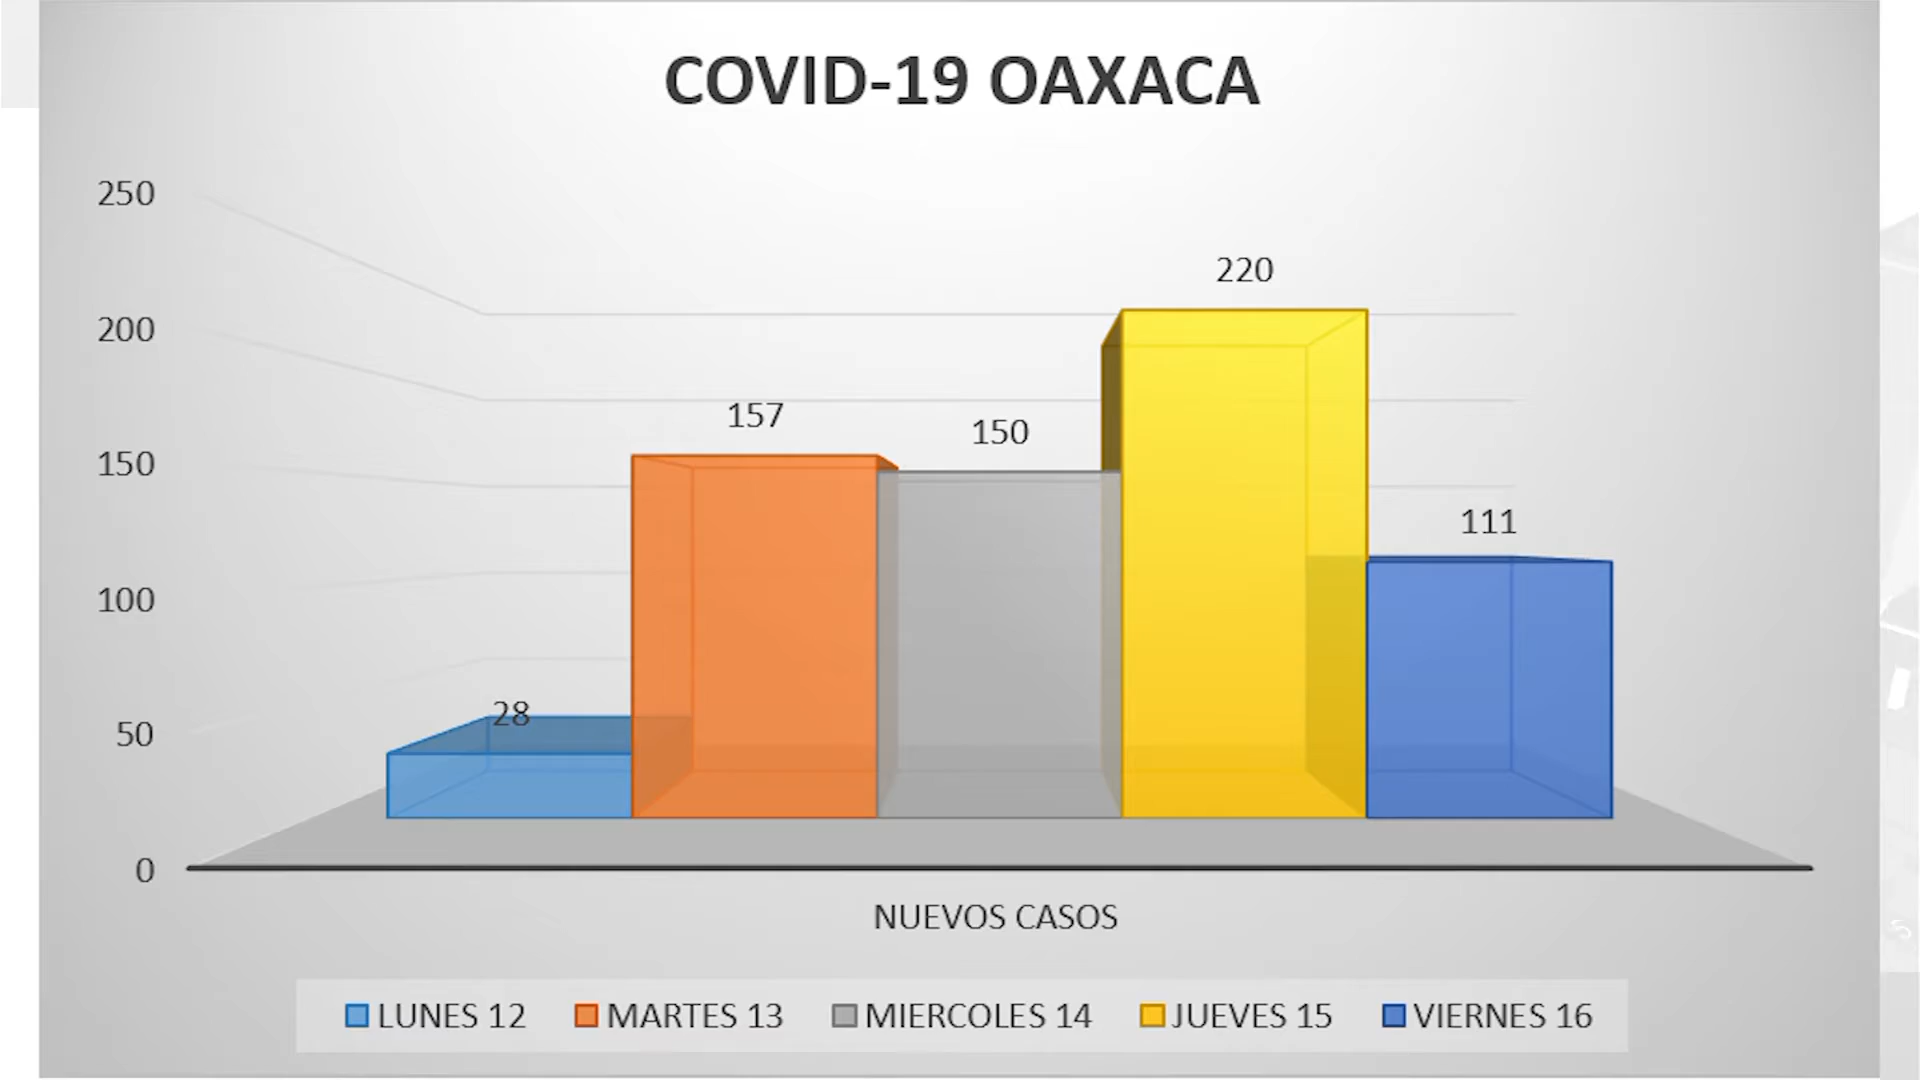 COVID-19 OAXACA
250
200
150
100
50
0
28
157
150
220
111
NUEVOS CASOS
LUNES 12
MARTES 13
MIERCOLES 14
JUEVES 15
VIERNES 16